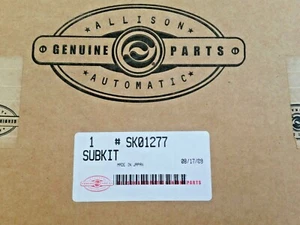 ALLISON
GENUINE PARTS
AUTOMATIC
1 # SK01277
SUBKIT
MADE IN JAPAN
08/17/09